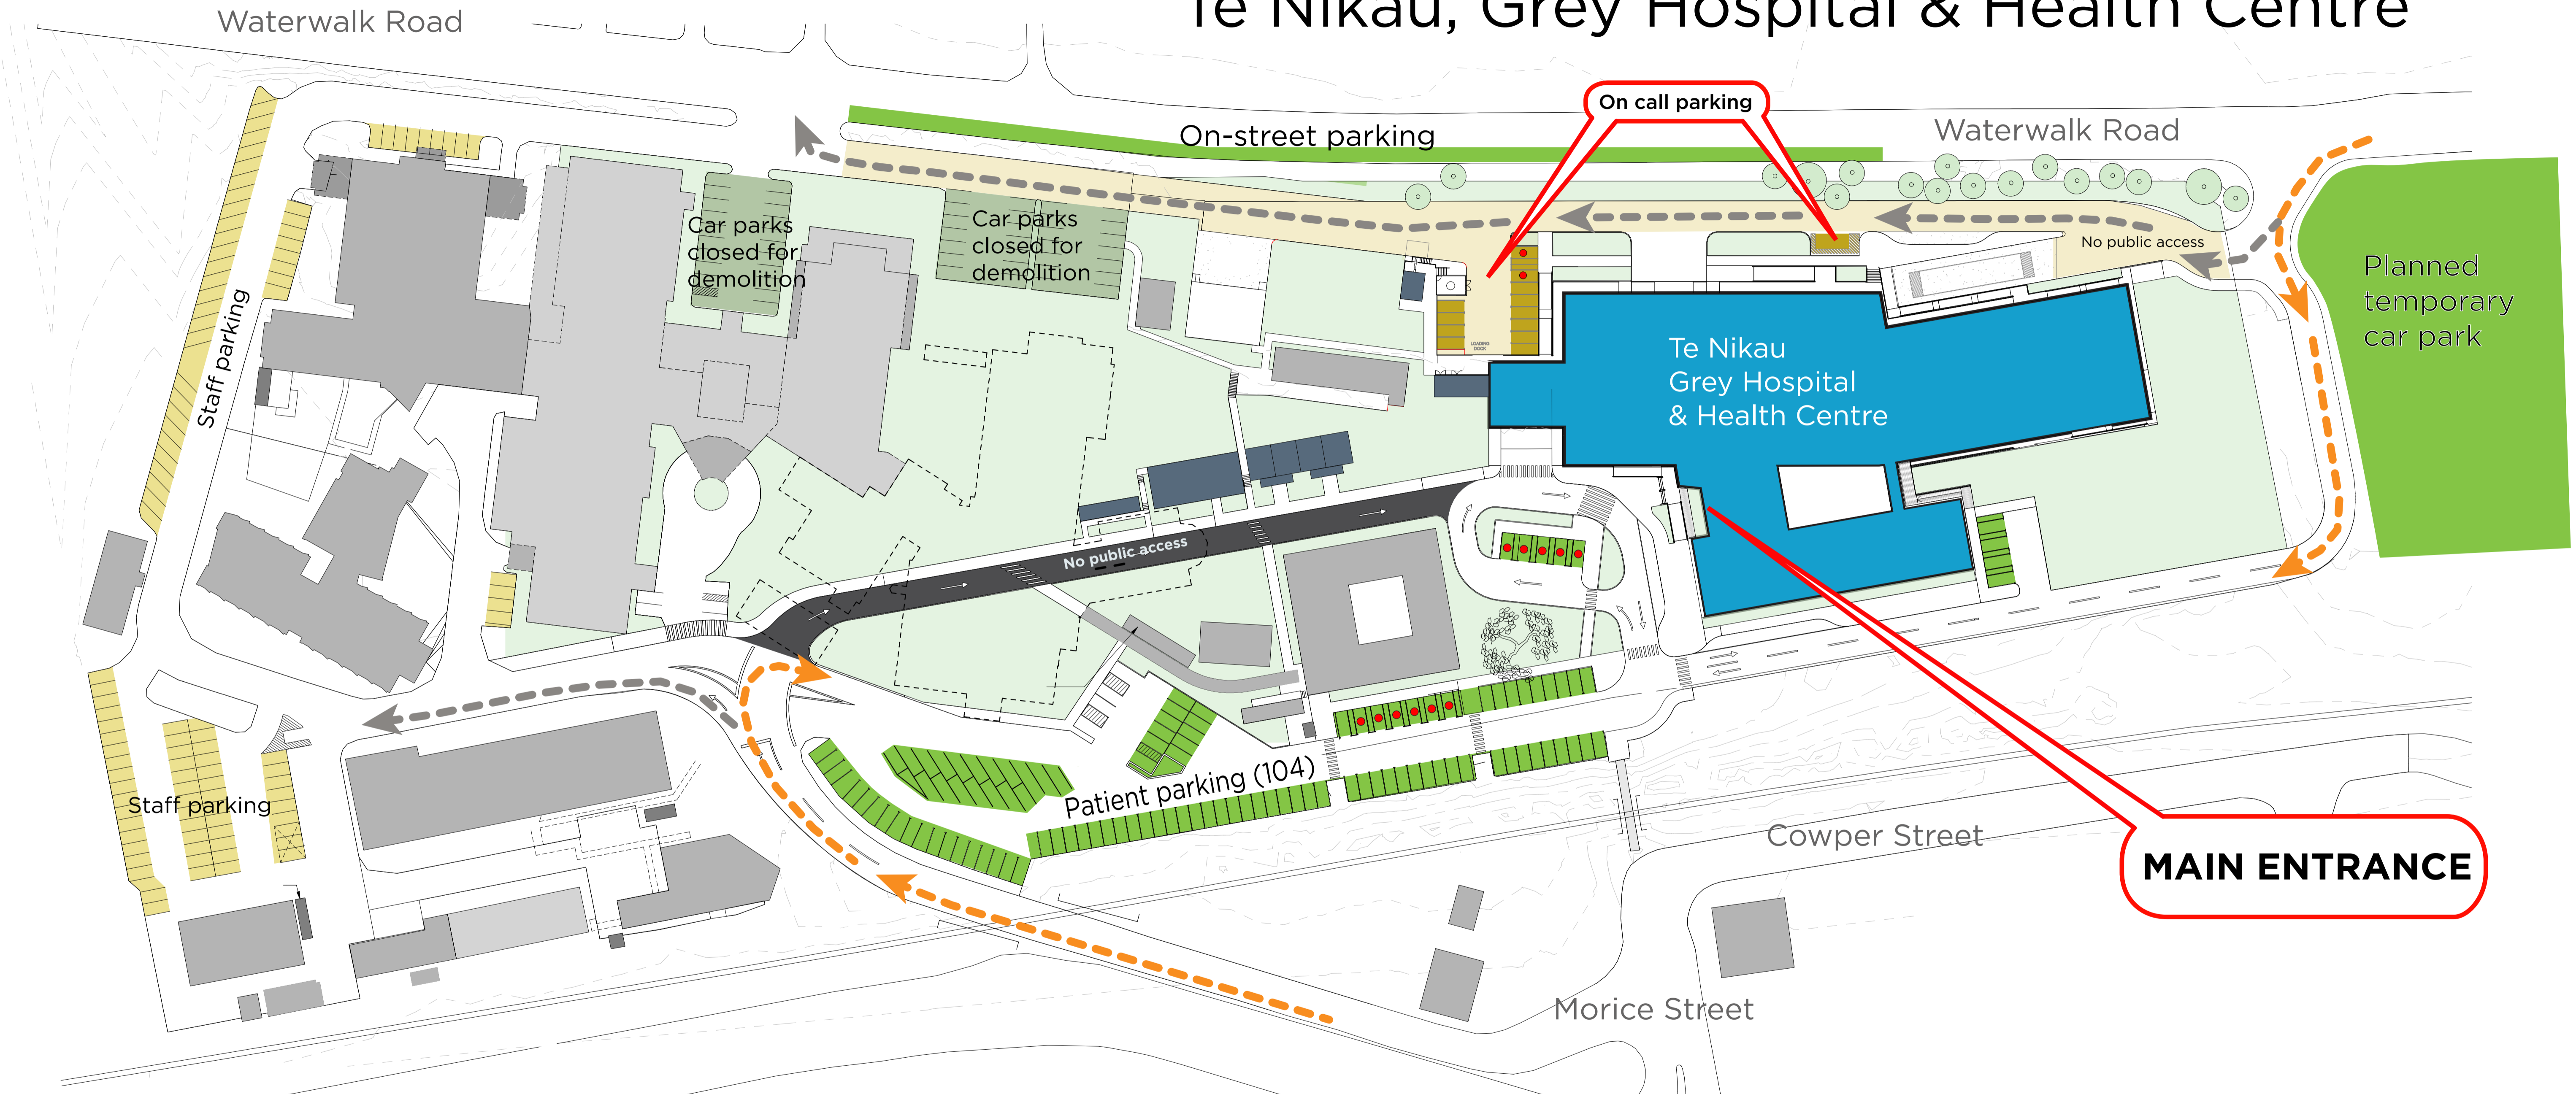 Te Nikau, Grey Hospital & Health Centre
Waterwalk Road
On call parking
On-street parking
Waterwalk Road
Car parks
closed for
demolition
Car parks
closed for
demolition
No public access
Planned
temporary
car park
Staff parking
LOADING
DOCK
Te Nikau
Grey Hospital
& Health Centre
No public access
Patient parking (104)
Staff parking
Cowper Street
MAIN ENTRANCE
Morice Street